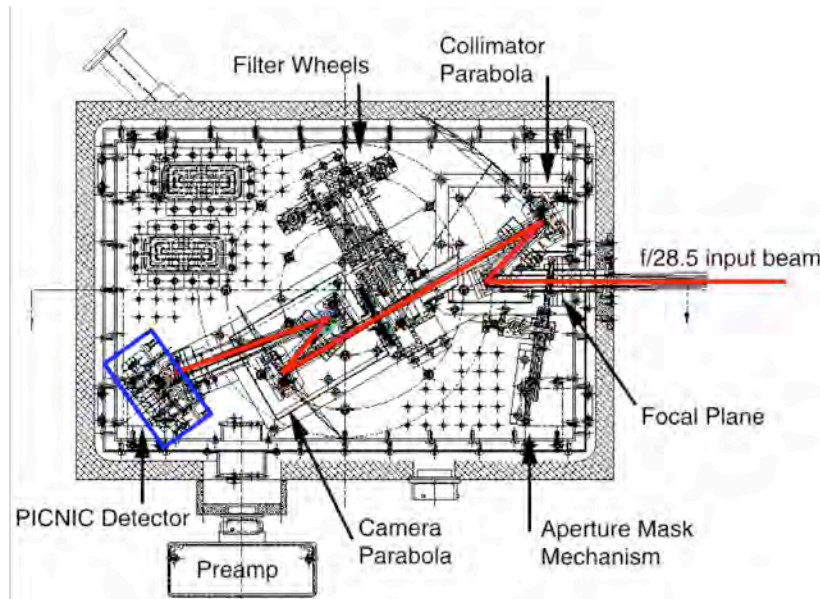 Collimator
Parabola
Filter Wheels
f/28.5 input beam
Focal Plane
PICNIC Detector
Camera
Parabola
Aperture Mask
Mechanism
Preamp